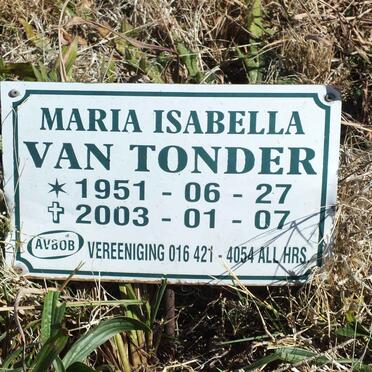 MARIA ISABELLA
VAN TONDER
✶ 1951 - 06 - 27
✝ 2003 - 01 - 07
AVBOB VEREENIGING 016 421 - 4054 ALL HRS